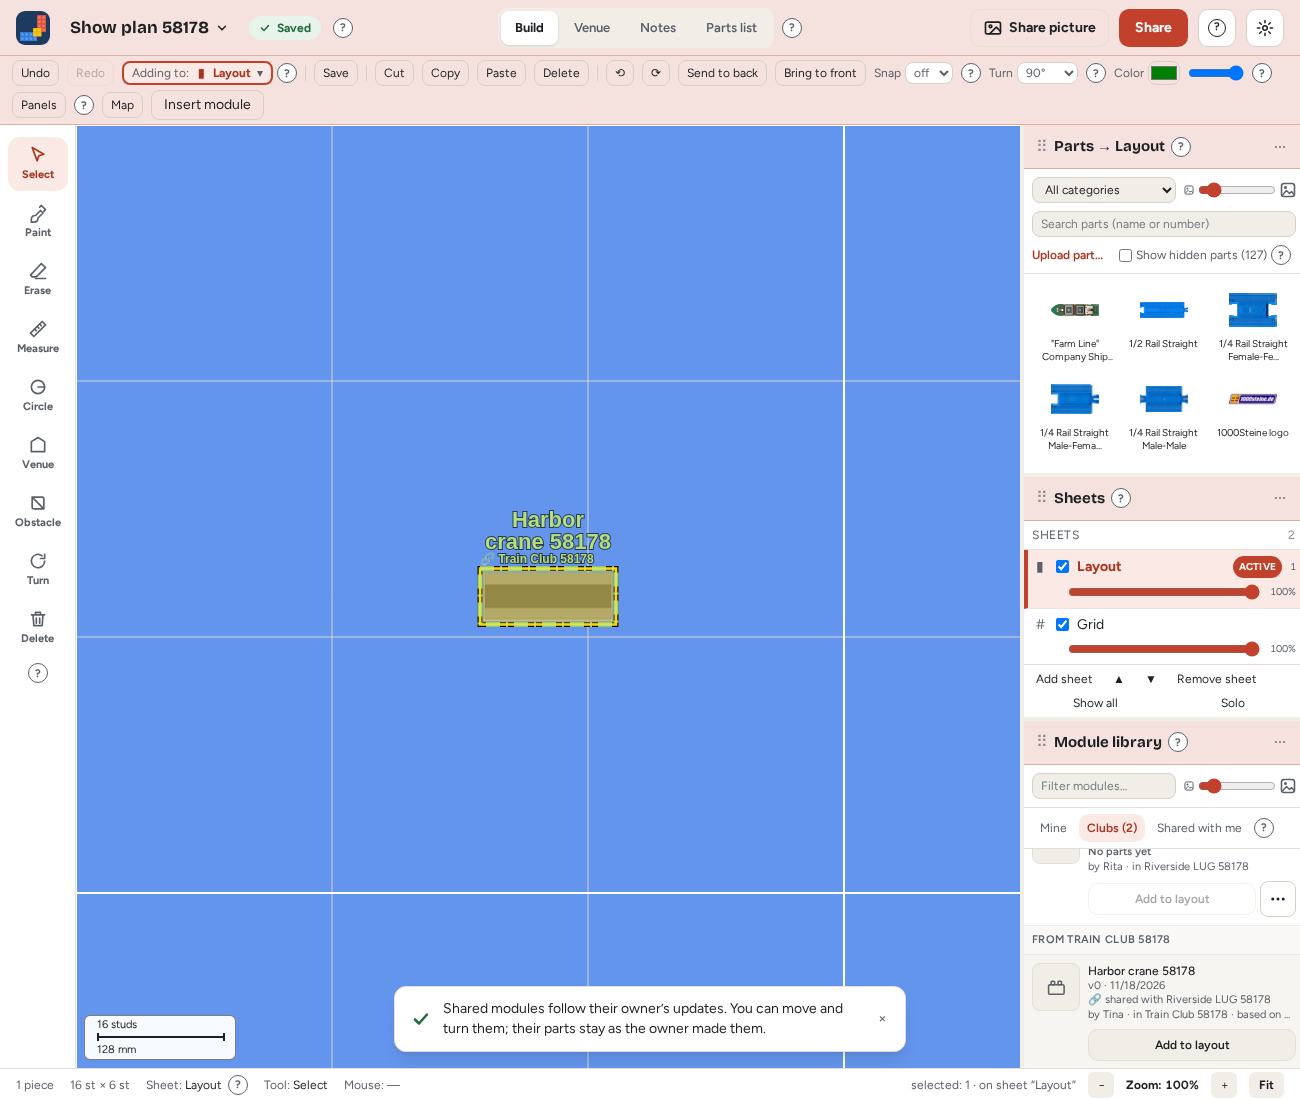 Show plan 58178
Saved
?
Build
Venue
Notes
Parts list
?
Share picture
Share
?
Undo
Redo
Adding to: Layout
?
Save
Cut
Copy
Paste
Delete
Send to back
Bring to front
Snap
off
?
Turn
90°
?
Color
?
Panels
?
Map
Insert module
Select
Paint
Erase
Measure
Circle
Venue
Obstacle
Turn
Delete
?
Harbor
crane 58178
Train Club 58178
16 studs
128 mm
Shared modules follow their owner’s updates. You can move and
turn them; their parts stay as the owner made them.
×
Parts → Layout
?
All categories
Search parts (name or number)
Upload part...
Show hidden parts (127)
?
"Farm Line"
Company Ship...
1/2 Rail Straight
1/4 Rail Straight
Female-Fe...
1/4 Rail Straight
Male-Fema...
1/4 Rail Straight
Male-Male
1000Steine logo
1000steine.de
Sheets
?
SHEETS
2
Layout
ACTIVE
1
100%
# Grid
100%
Add sheet
▲
▼
Remove sheet
Show all
Solo
Module library
?
Filter modules...
Mine
Clubs (2)
Shared with me
?
No parts yet
by Rita · in Riverside LUG 58178
Add to layout
FROM TRAIN CLUB 58178
Harbor crane 58178
v0 · 11/18/2026
shared with Riverside LUG 58178
by Tina · in Train Club 58178 · based on ...
Add to layout
1 piece
16 st × 6 st
Sheet: Layout
?
Tool: Select
Mouse: —
selected: 1 · on sheet “Layout”
−
Zoom: 100%
+
Fit